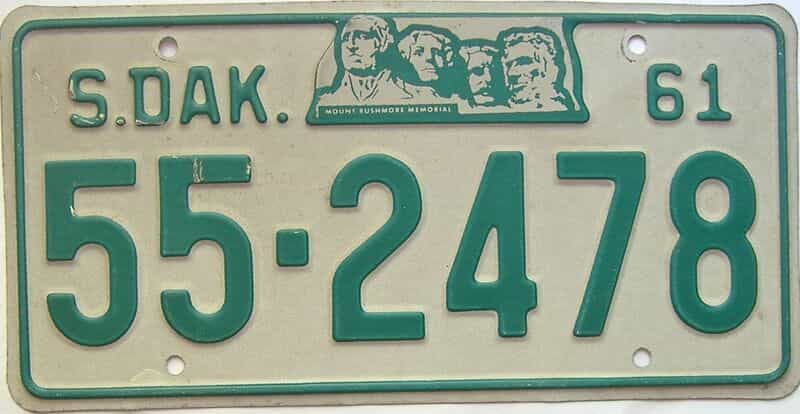 S.DAK. MOUNT RUSHMORE MEMORIAL 61
55-2478